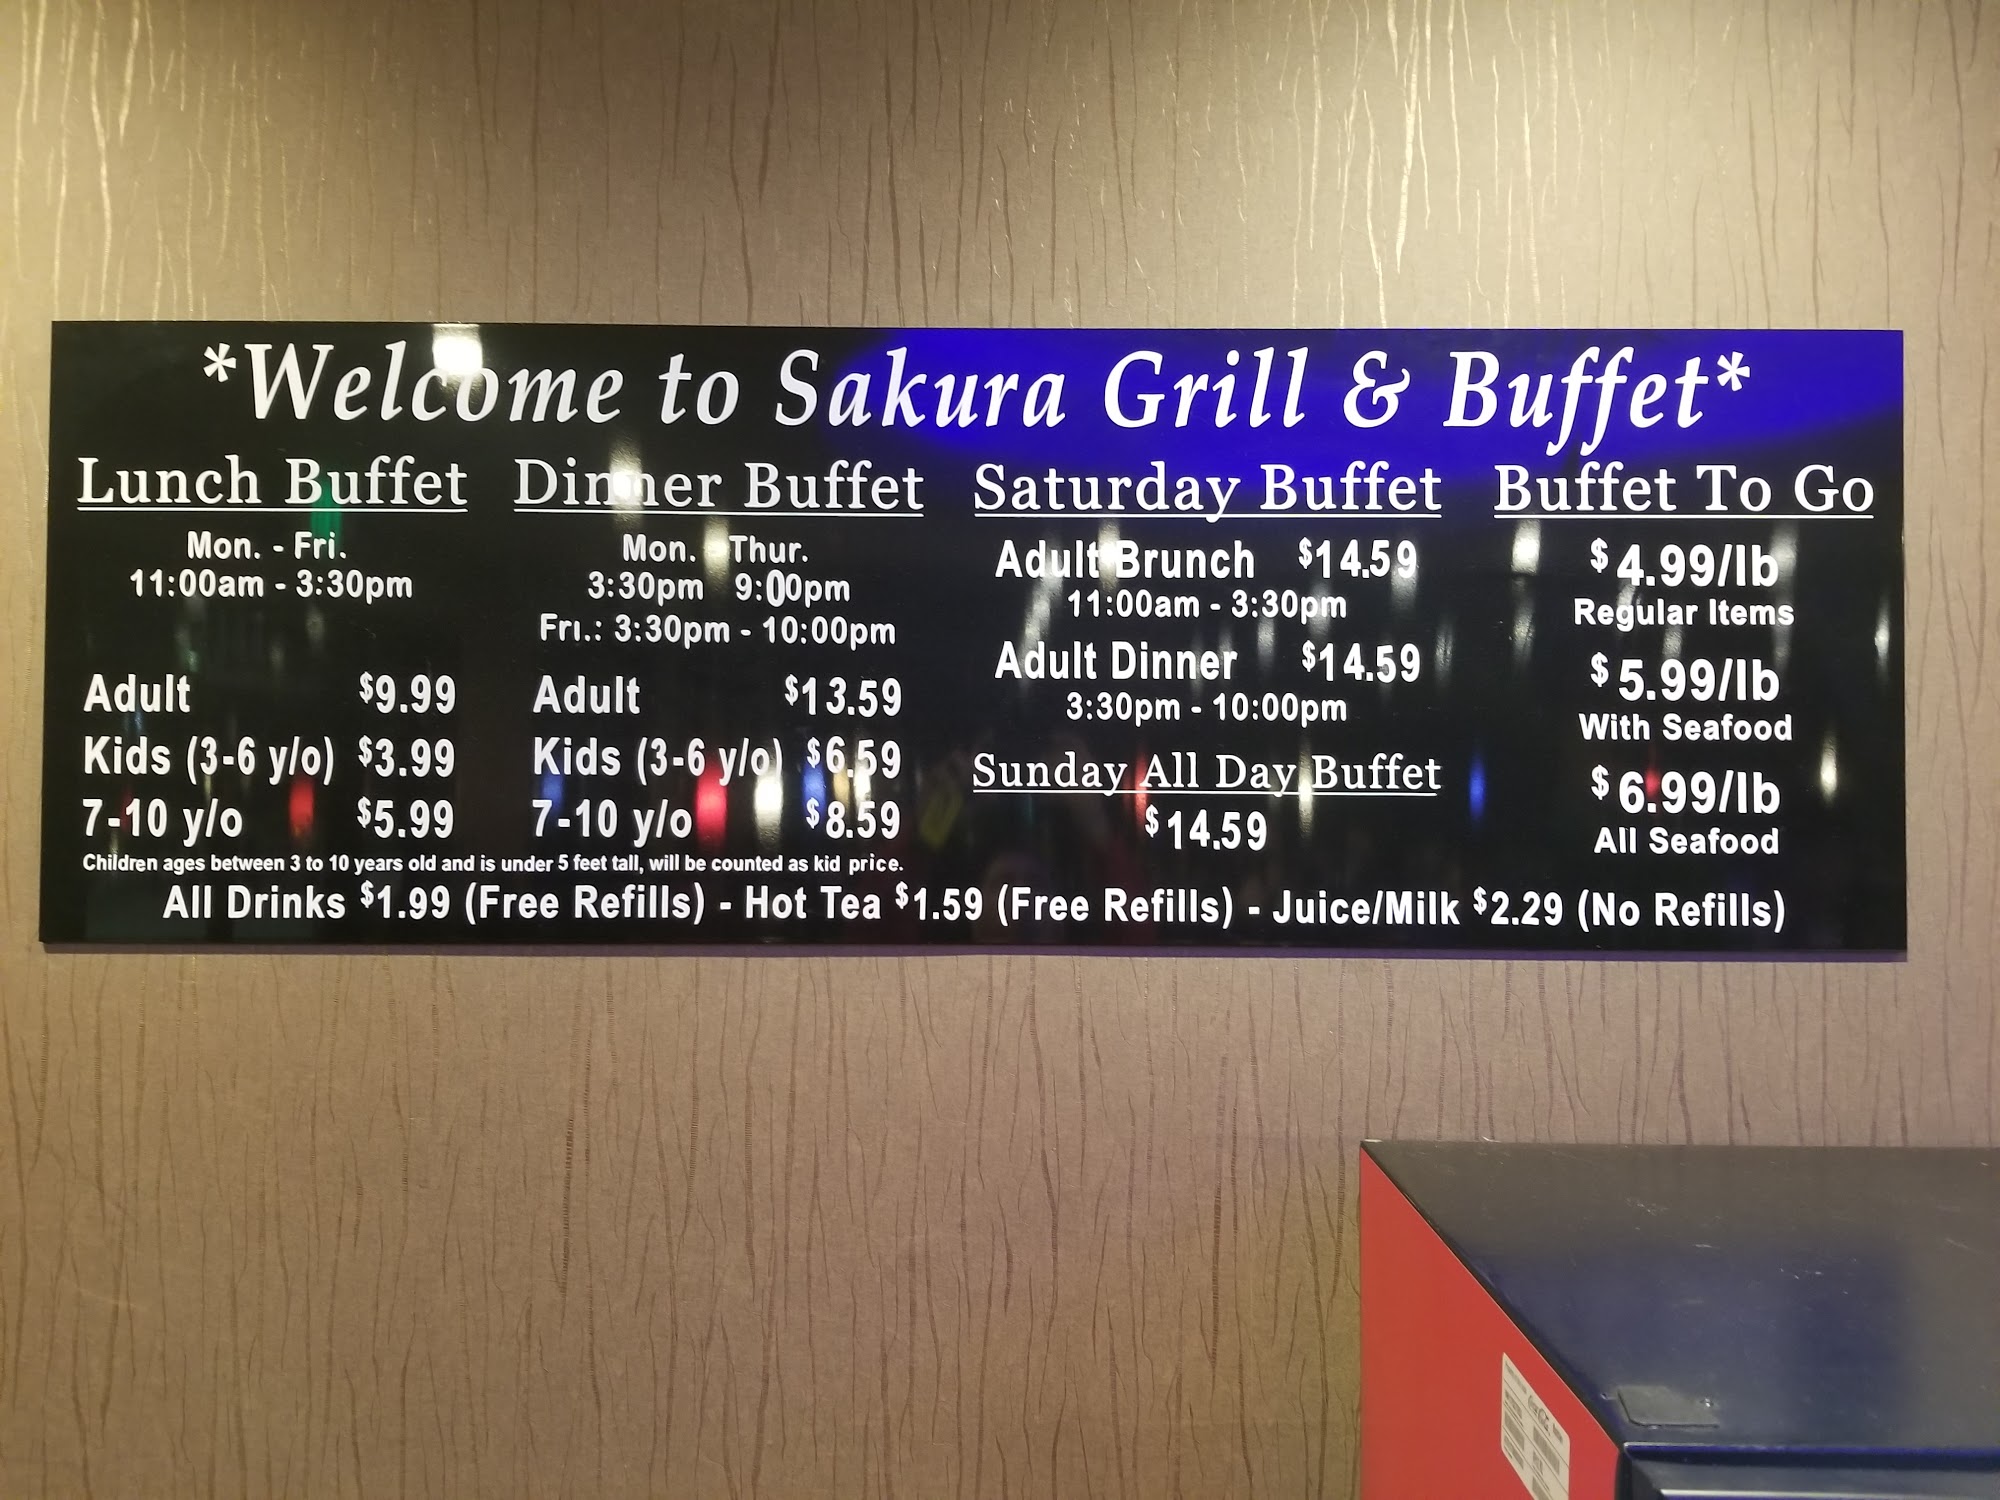 *Welcome to Sakura Grill & Buffet*
Lunch Buffet
Mon. - Fri.
11:00am - 3:30pm
Adult $9.99
Kids (3-6 y/o) $3.99
7-10 y/o $5.99
Dinner Buffet
Mon. - Thur.
3:30pm 9:00pm
Fri.: 3:30pm - 10:00pm
Adult $13.59
Kids (3-6 y/o) $6.59
7-10 y/o $8.59
Children ages between 3 to 10 years old and is under 5 feet tall, will be counted as kid price.
Saturday Buffet
Adult Brunch $14.59
11:00am - 3:30pm
Adult Dinner $14.59
3:30pm - 10:00pm
Sunday All Day Buffet
$14.59
Buffet To Go
$4.99/lb
Regular Items
$5.99/lb
With Seafood
$6.99/lb
All Seafood
All Drinks $1.99 (Free Refills) - Hot Tea $1.59 (Free Refills) - Juice/Milk $2.29 (No Refills)